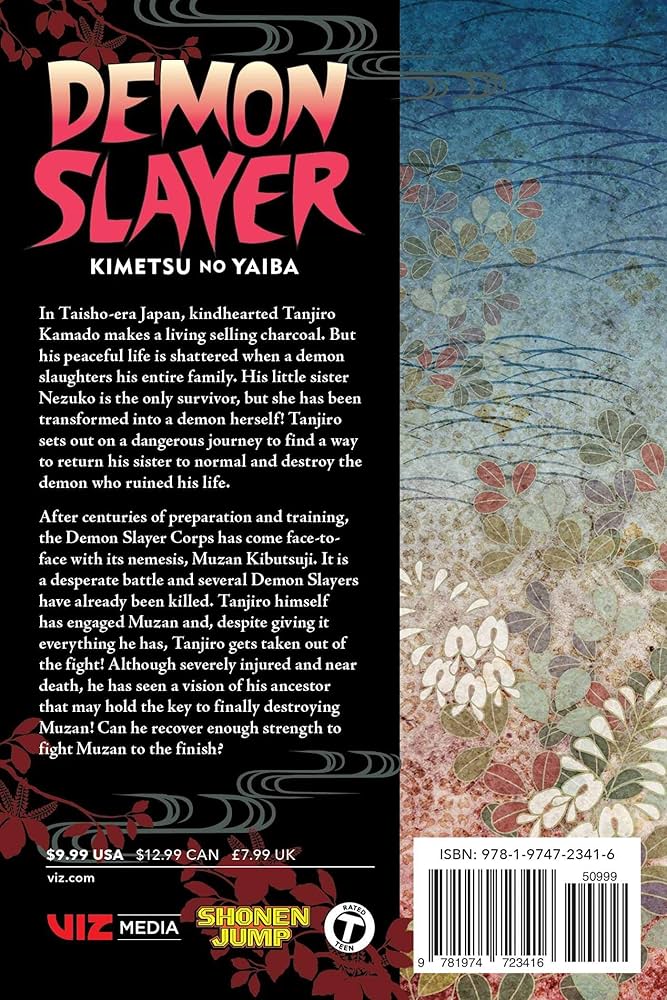 DEMON
SLAYER
KIMETSU NO YAIBA
In Taisho-era Japan, kindhearted Tanjiro
Kamado makes a living selling charcoal. But
his peaceful life is shattered when a demon
slaughters his entire family. His little sister
Nezuko is the only survivor, but she has been
transformed into a demon herself! Tanjiro
sets out on a dangerous journey to find a way
to return his sister to normal and destroy the
demon who ruined his life.
After centuries of preparation and training,
the Demon Slayer Corps has come face-to-
face with its nemesis, Muzan Kibutsuji. It is
a desperate battle and several Demon Slayers
have already been killed. Tanjiro himself
has engaged Muzan and, despite giving it
everything he has, Tanjiro gets taken out of
the fight! Although severely injured and near
death, he has seen a vision of his ancestor
that may hold the key to finally destroying
Muzan! Can he recover enough strength to
fight Muzan to the finish?
$9.99 USA $12.99 CAN £7.99 UK
viz.com
VIZ MEDIA
SHONEN
JUMP
RATED
T
TEEN
ISBN: 978-1-9747-2341-6
50999
9 781974 723416